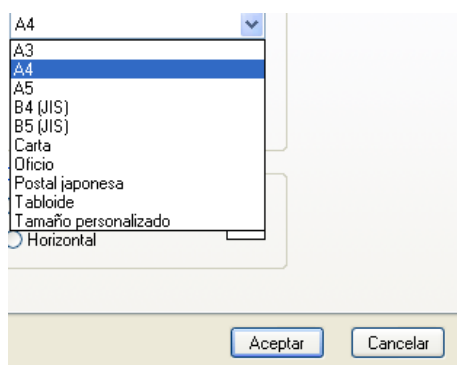 A4
A3
A4
A5
B4 (JIS)
B5 (JIS)
Carta
Oficio
Postal japonesa
Tabloide
Tamaño personalizado
Horizontal
Aceptar Cancelar